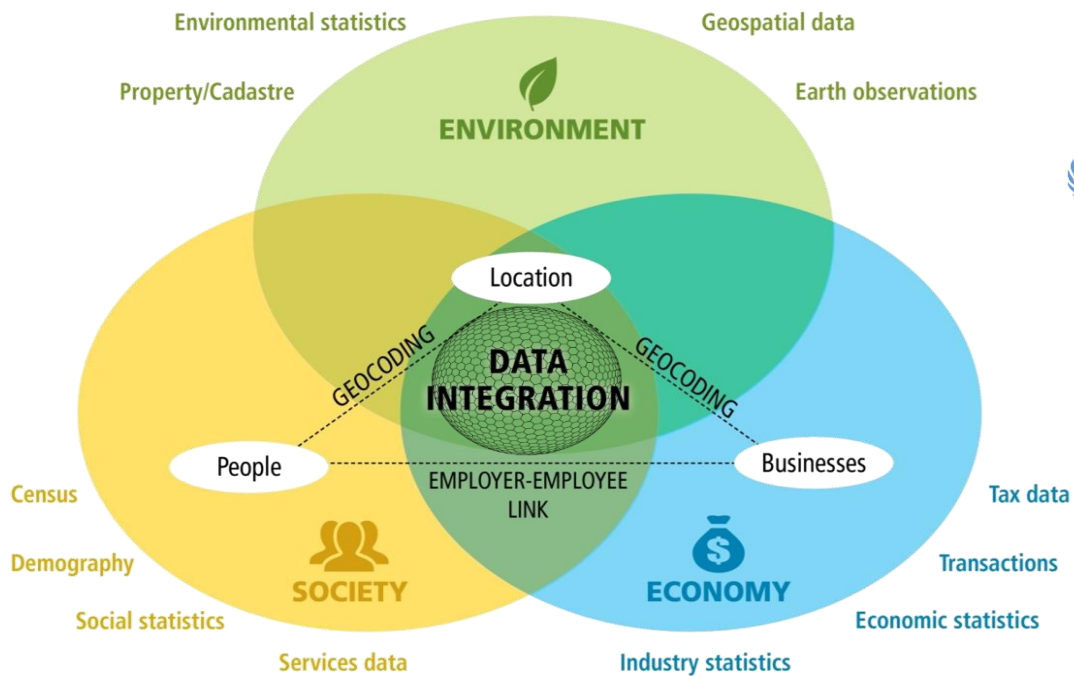 Environmental statistics
Geospatial data
Property/Cadastre
Earth observations
ENVIRONMENT
Location
GEOCODING
GEOCODING
DATA
INTEGRATION
People
Businesses
EMPLOYER-EMPLOYEE
LINK
Census
Tax data
Demography
Transactions
SOCIETY
$
ECONOMY
Social statistics
Economic statistics
Services data
Industry statistics